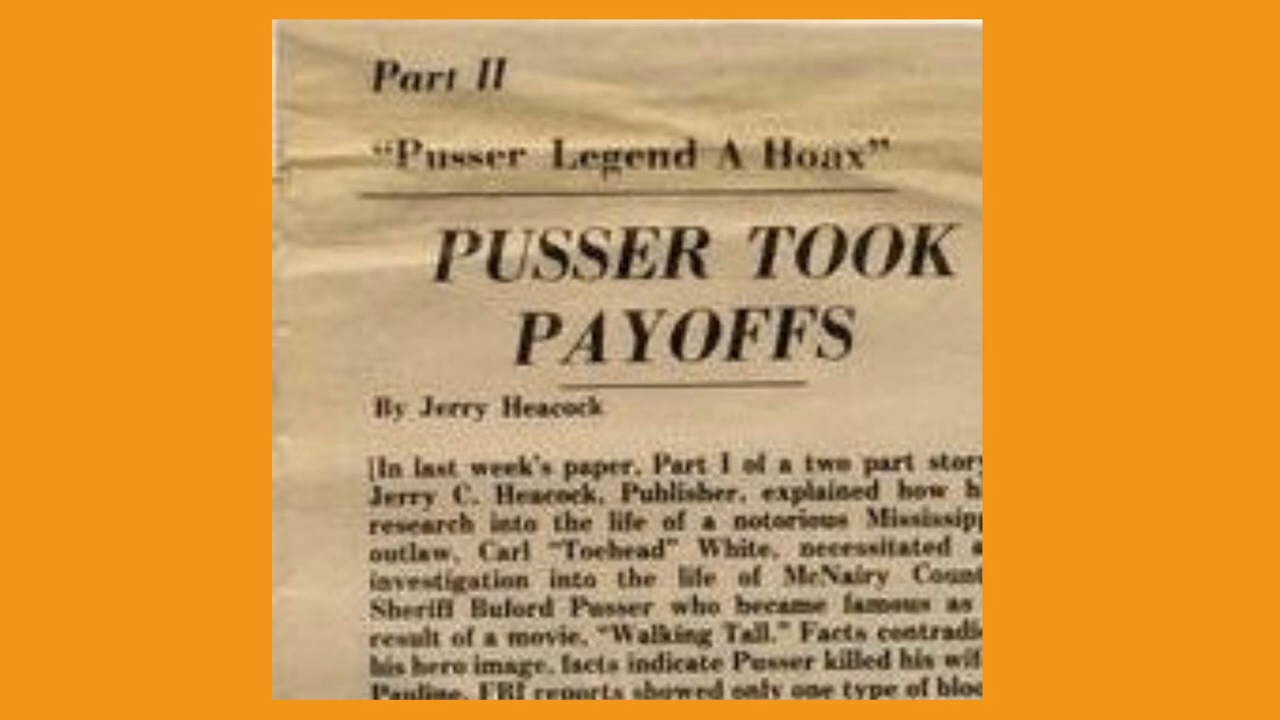 Part II
“Pusser Legend A Hoax”
PUSSER TOOK
PAYOFFS
By Jerry Heacock
[In last week's paper, Part I of a two part story
Jerry C. Heacock, Publisher, explained how
research into the life of a notorious
outlaw, Carl "Toehead" White, necessitated
investigation into the life of McNairy
Sheriff Buford Pusser who became famous as
result of a movie, "Walking Tall." Facts
his hero image, facts indicate Pusser killed his
Pauline. FBI reports showed only one type of